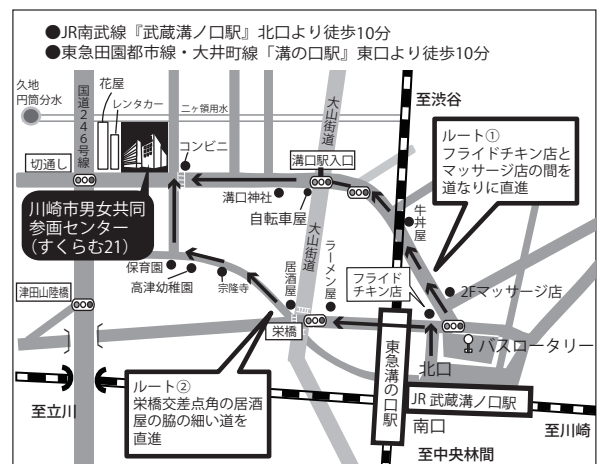 ●JR南武線『武蔵溝ノ口駅』北口より徒歩10分
●東急田園都市線・大井町線「溝の口駅」東口より徒歩10分
久地
円筒分水
国道246号線
花屋
レンタカー
二ヶ領用水
大山街道
至渋谷
ルート①
フライドチキン店と
マッサージ店の間を
道なりに直進
コンビニ
溝口駅入口
切通し
川崎市男女共同
参画センター
(すくらむ21)
溝口神社
自転車屋
牛丼屋
大山街道
ラーメン屋
保育園
高津幼稚園
宗隆寺
居酒屋
フライド
チキン店
2Fマッサージ店
津田山陸橋
栄橋
バスロータリー
北口
東急溝の口駅
ルート②
栄橋交差点角の居酒
屋の脇の細い道を
直進
JR 武蔵溝ノ口駅
至立川
南口
至川崎
至中央林間